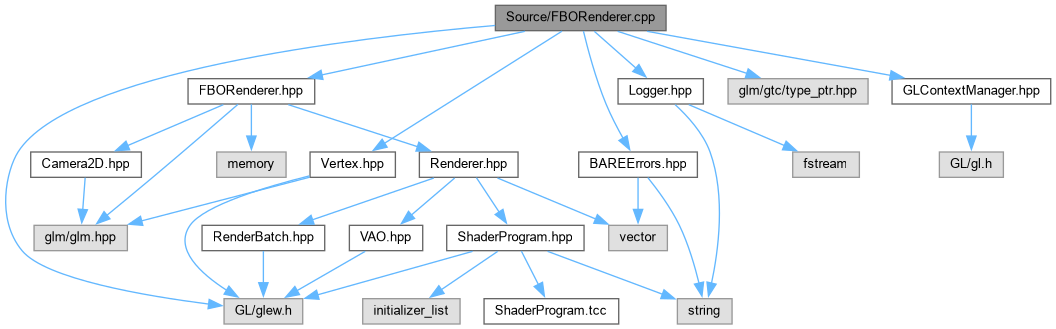 Source/FBORenderer.cpp
FBORenderer.hpp
Logger.hpp
glm/gtc/type_ptr.hpp
GLContextManager.hpp
Camera2D.hpp
memory
Vertex.hpp
Renderer.hpp
BAREErrors.hpp
fstream
GL/gl.h
glm/glm.hpp
RenderBatch.hpp
VAO.hpp
ShaderProgram.hpp
vector
GL/glew.h
initializer_list
ShaderProgram.tcc
string